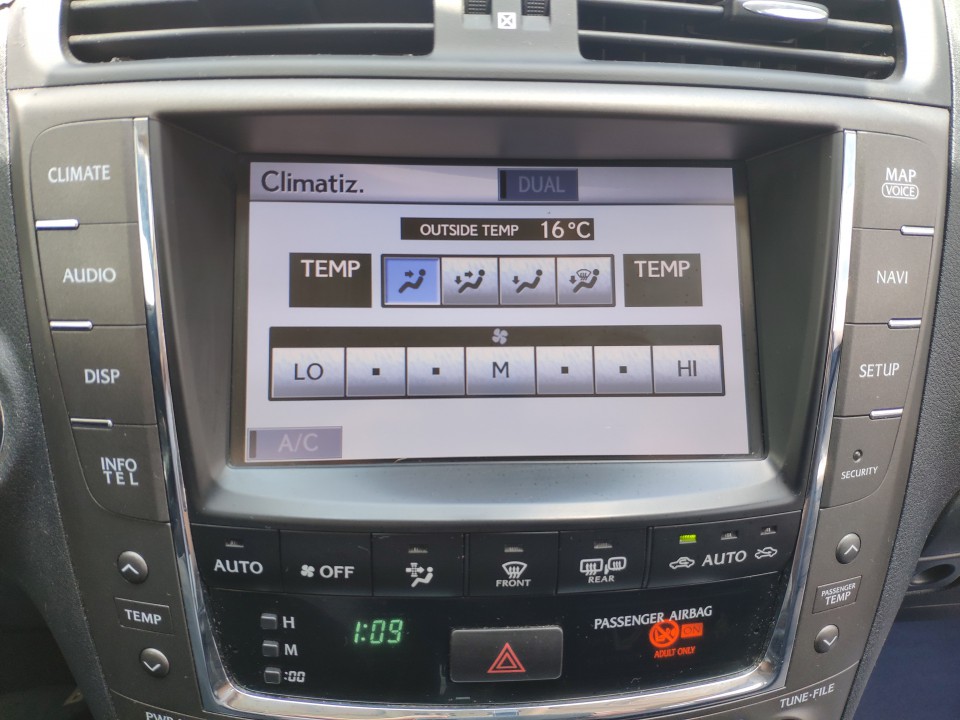 CLIMATE
AUDIO
DISP
INFO
TEL
Climatiz.
DUAL
OUTSIDE TEMP 16°C
TEMP
TEMP
LO
M
HI
A/C
MAP
VOICE
NAVI
SETUP
SECURITY
AUTO
OFF
FRONT
REAR
AUTO
TEMP
H
M
:00
1:09
PASSENGER AIRBAG
ADULT ONLY
PASSENGER
TEMP
TUNE·FILE